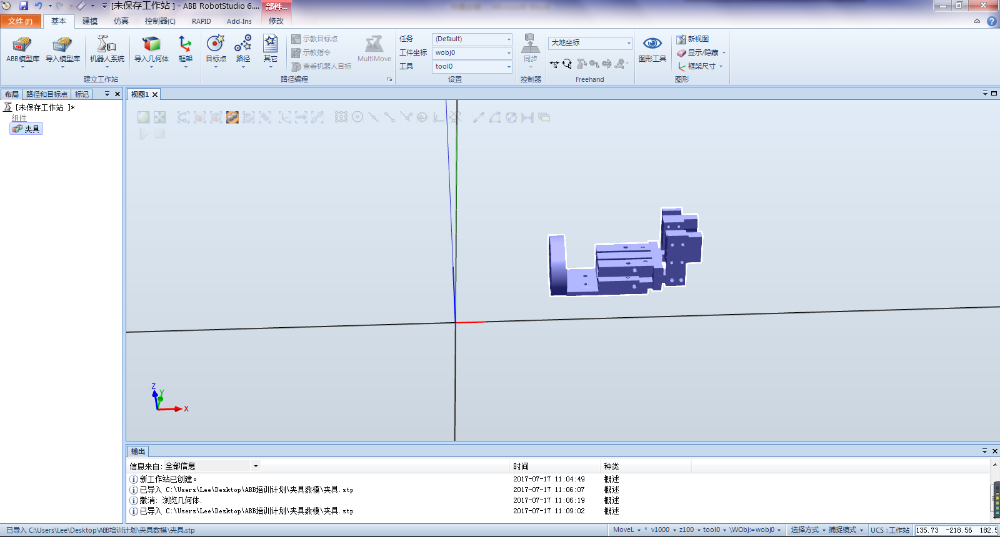 [未保存工作站 ] - ABB RobotStudio 6.... 部件...
文件(F) 基本 建模 仿真 控制器(C) RAPID Add-Ins 修改
ABB模型库 导入模型库 机器人系统 导入几何体 框架
建立工作站
目标点 路径 其它
示教目标点
示教指令
查看机器人目标
MultiMove
路径编程
任务 (Default)
工件坐标 wobj0
工具 tool0
设置
同步
控制器
大地坐标
Freehand
图形工具
新视图
显示/隐藏
框架尺寸
图形
布局 路径和目标点 标记
[未保存工作站 ]*
组件
夹具
视图1
Z
Y
X
输出
信息来自: 全部信息 时间 种类
新工作站已创建。 2017-07-17 11:04:49 概述
已导入 C:\Users\Lee\Desktop\ABB培训计划\夹具数模\夹具.stp 2017-07-17 11:06:07 概述
撤消: 浏览几何体. 2017-07-17 11:06:19 概述
已导入 C:\Users\Lee\Desktop\ABB培训计划\夹具数模\夹具.stp 2017-07-17 11:09:02 概述
已导入 C:\Users\Lee\Desktop\ABB培训计划\夹具数模\夹具.stp MoveL * v1000 z100 tool0 \WObj:=wobj0 选择方式 捕捉模式 UCS :工作站 135.73 -218.56 182.5